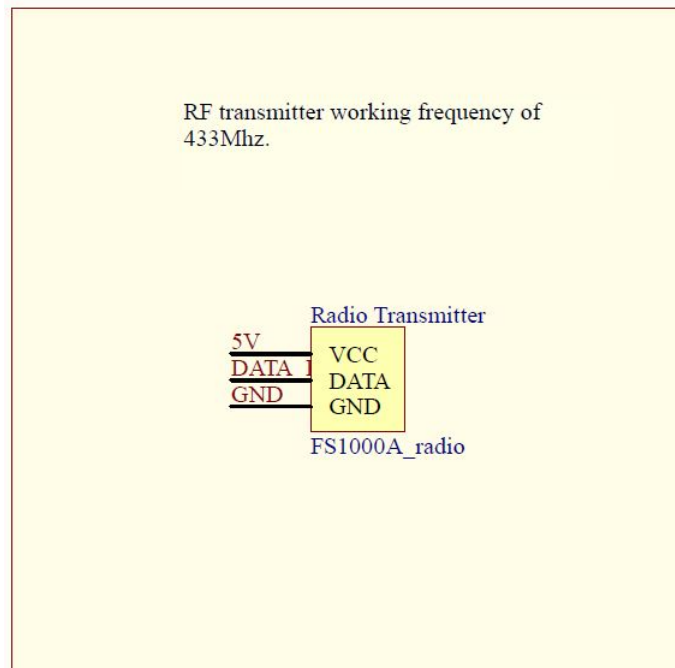 RF transmitter working frequency of
433Mhz.
Radio Transmitter
5V
VCC
DATA
DATA
GND
GND
FS1000A_radio